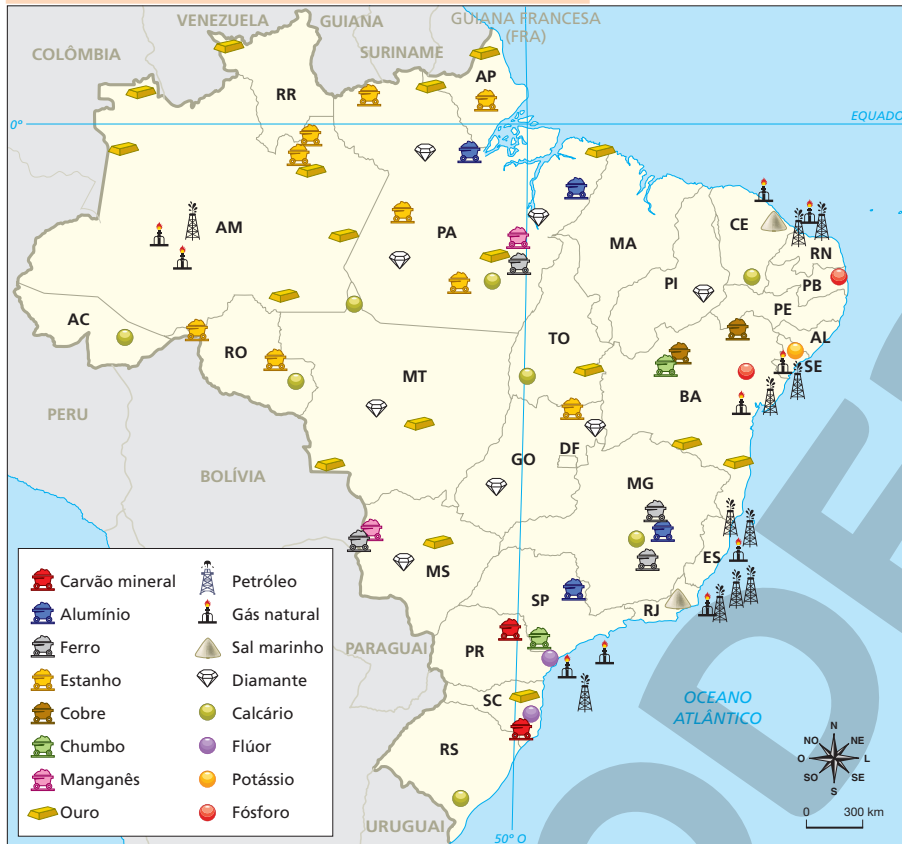 VENEZUELA
GUIANA
GUIANA FRANCESA
(FRA)
COLÔMBIA
SURINAME
AP
RR
0º
EQUADO
AM
PA
MA
CE
RN
PB
PI
PE
AL
SE
AC
RO
TO
MT
BA
PERU
DF
GO
BOLÍVIA
MG
MS
ES
SP
RJ
PARAGUAI
PR
SC
RS
URUGUAI
OCEANO
ATLÂNTICO
50º O
Carvão mineral
Alumínio
Ferro
Estanho
Cobre
Chumbo
Manganês
Ouro
Petróleo
Gás natural
Sal marinho
Diamante
Calcário
Flúor
Potássio
Fósforo
N
NO
NE
O
L
SO
SE
S
0
300 km